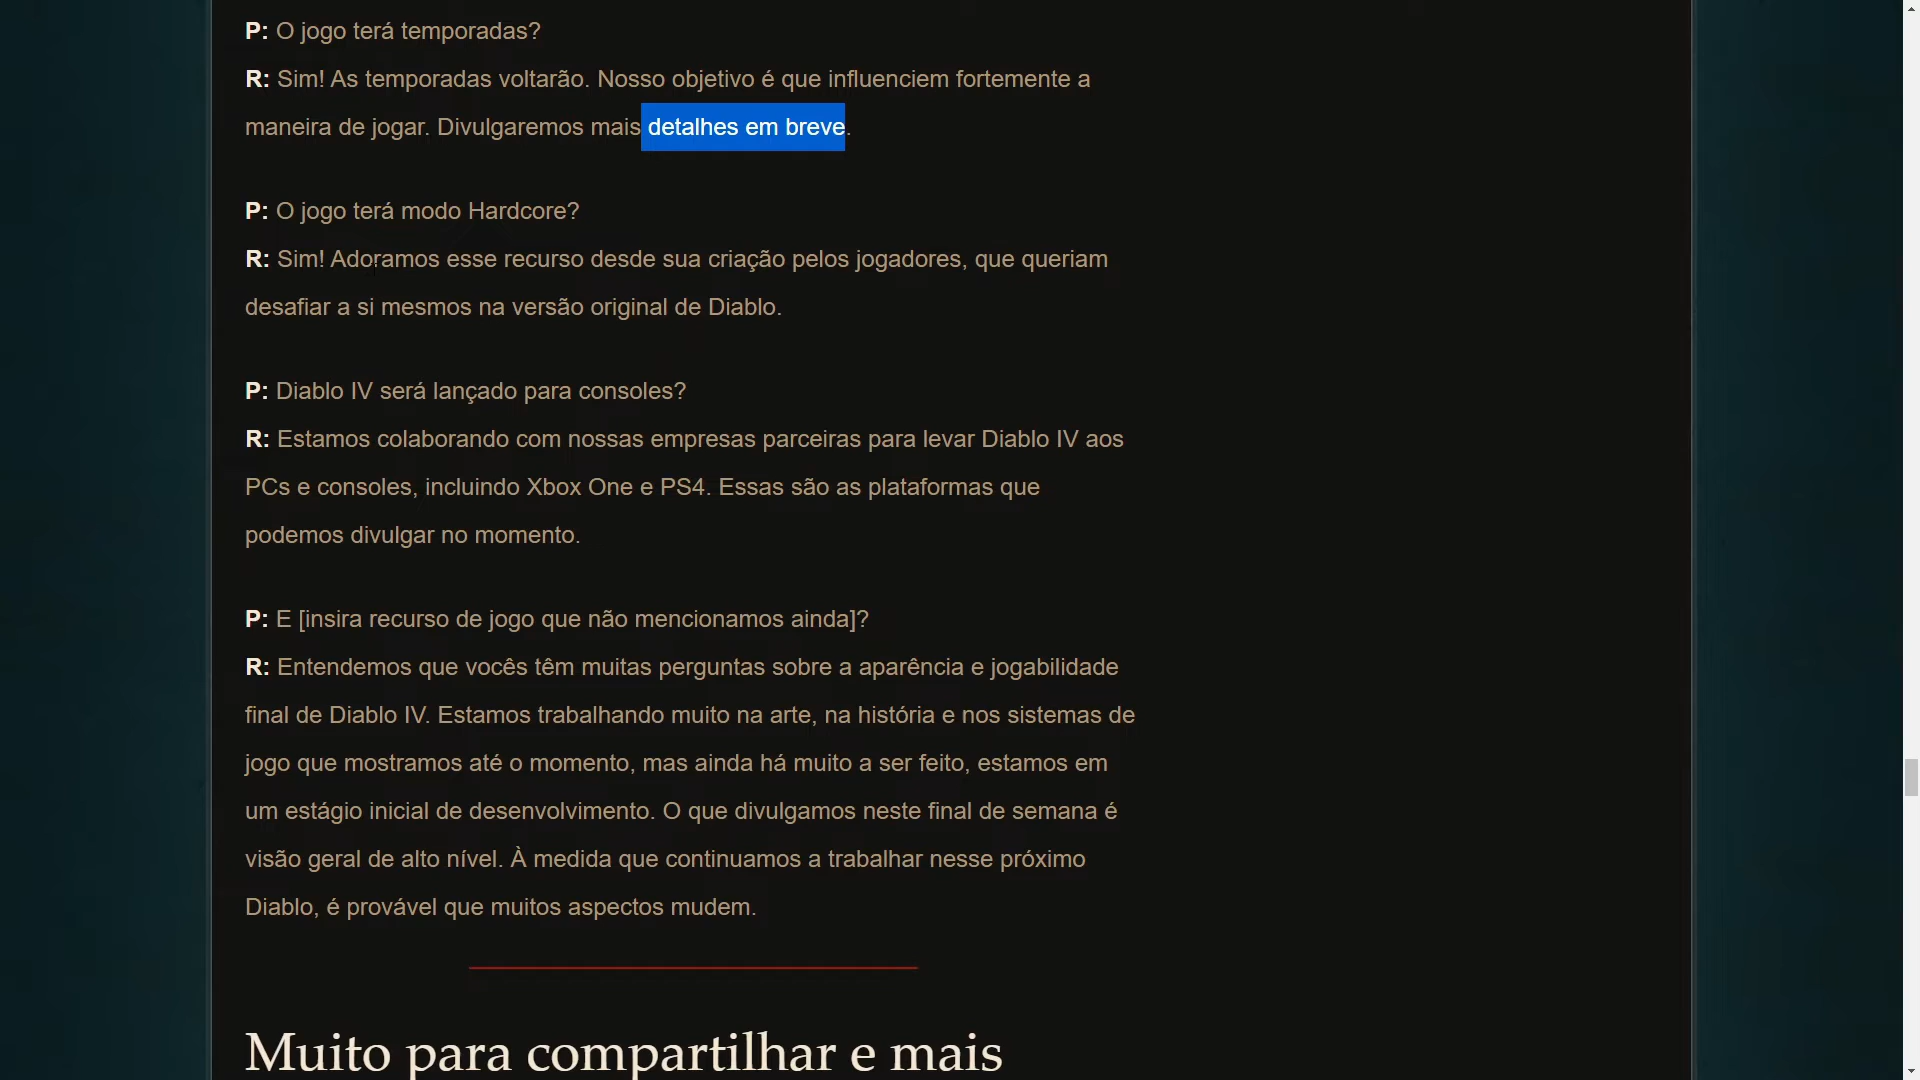 P: O jogo terá temporadas?
R: Sim! As temporadas voltarão. Nosso objetivo é que influenciem fortemente a
maneira de jogar. Divulgaremos mais detalhes em breve.
P: O jogo terá modo Hardcore?
R: Sim! Adoramos esse recurso desde sua criação pelos jogadores, que queriam
desafiar a si mesmos na versão original de Diablo.
P: Diablo IV será lançado para consoles?
R: Estamos colaborando com nossas empresas parceiras para levar Diablo IV aos
PCs e consoles, incluindo Xbox One e PS4. Essas são as plataformas que
podemos divulgar no momento.
P: E [insira recurso de jogo que não mencionamos ainda]?
R: Entendemos que vocês têm muitas perguntas sobre a aparência e jogabilidade
final de Diablo IV. Estamos trabalhando muito na arte, na história e nos sistemas de
jogo que mostramos até o momento, mas ainda há muito a ser feito, estamos em
um estágio inicial de desenvolvimento. O que divulgamos neste final de semana é
visão geral de alto nível. À medida que continuamos a trabalhar nesse próximo
Diablo, é provável que muitos aspectos mudem.
Muito para compartilhar e mais